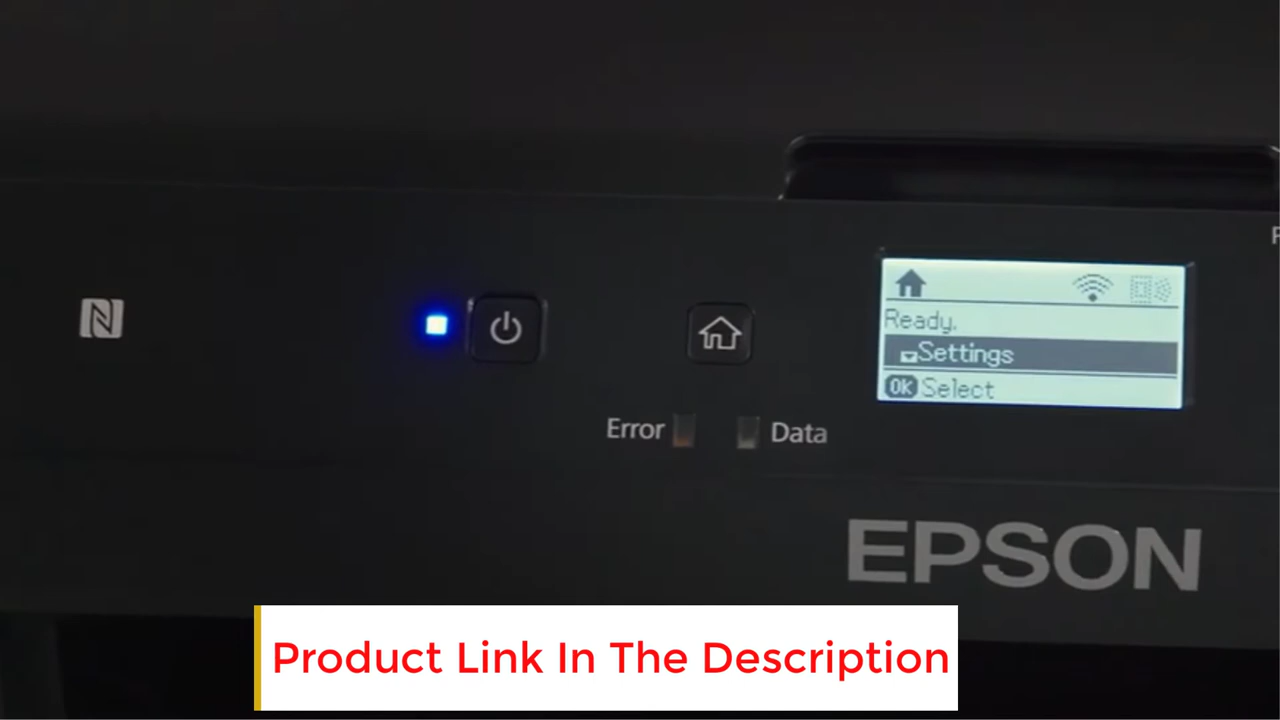 Ready.
Settings
OK Select
Error Data
EPSON
Product Link In The Description